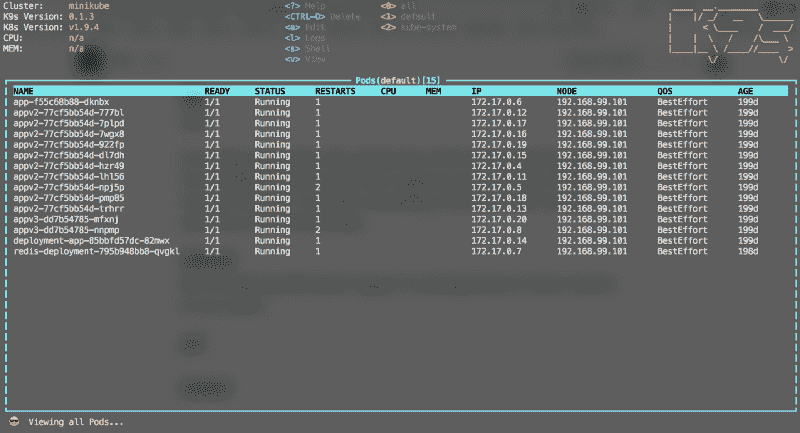 Cluster: minikube <?> Help <0> all
K9s Version: 0.1.3 <CTRL-D> Delete <1> default
K8s Version: v1.9.4 <e> Edit <2> kube-system
CPU: n/a <l> Logs
MEM: n/a <s> Shell
<v> View
Pods(default)[15]
NAME READY STATUS RESTARTS CPU MEM IP NODE QOS AGE
app-f55c68b88-dknbx 1/1 Running 1 172.17.0.6 192.168.99.101 BestEffort 199d
appv2-77cf5bb54d-777bl 1/1 Running 1 172.17.0.12 192.168.99.101 BestEffort 199d
appv2-77cf5bb54d-7plpd 1/1 Running 1 172.17.0.17 192.168.99.101 BestEffort 199d
appv2-77cf5bb54d-7wgx8 1/1 Running 1 172.17.0.16 192.168.99.101 BestEffort 199d
appv2-77cf5bb54d-922fp 1/1 Running 1 172.17.0.19 192.168.99.101 BestEffort 199d
appv2-77cf5bb54d-dl7dh 1/1 Running 1 172.17.0.15 192.168.99.101 BestEffort 199d
appv2-77cf5bb54d-hzr49 1/1 Running 1 172.17.0.4 192.168.99.101 BestEffort 199d
appv2-77cf5bb54d-lh156 1/1 Running 1 172.17.0.11 192.168.99.101 BestEffort 199d
appv2-77cf5bb54d-npj5p 1/1 Running 2 172.17.0.5 192.168.99.101 BestEffort 199d
appv2-77cf5bb54d-pmp85 1/1 Running 1 172.17.0.18 192.168.99.101 BestEffort 199d
appv2-77cf5bb54d-trhrr 1/1 Running 1 172.17.0.13 192.168.99.101 BestEffort 199d
appv3-dd7b54785-mfxnj 1/1 Running 1 172.17.0.20 192.168.99.101 BestEffort 199d
appv3-dd7b54785-nnpmp 1/1 Running 2 172.17.0.8 192.168.99.101 BestEffort 199d
deployment-app-85bbfd57dc-82mwx 1/1 Running 1 172.17.0.14 192.168.99.101 BestEffort 199d
redis-deployment-795b948bb8-qvgkl 1/1 Running 1 172.17.0.7 192.168.99.101 BestEffort 198d
Viewing all Pods...